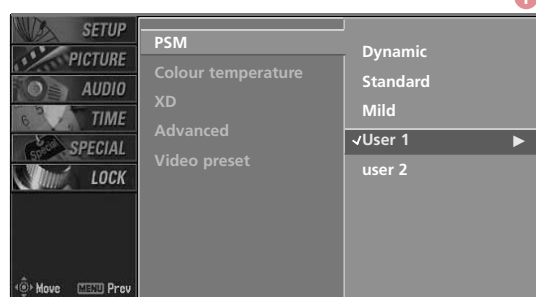 SETUP
PICTURE
AUDIO
TIME
SPECIAL
LOCK
Move MENU Prev
PSM
Colour temperature
XD
Advanced
Video preset
Dynamic
Standard
Mild
✓User 1 ▶
user 2